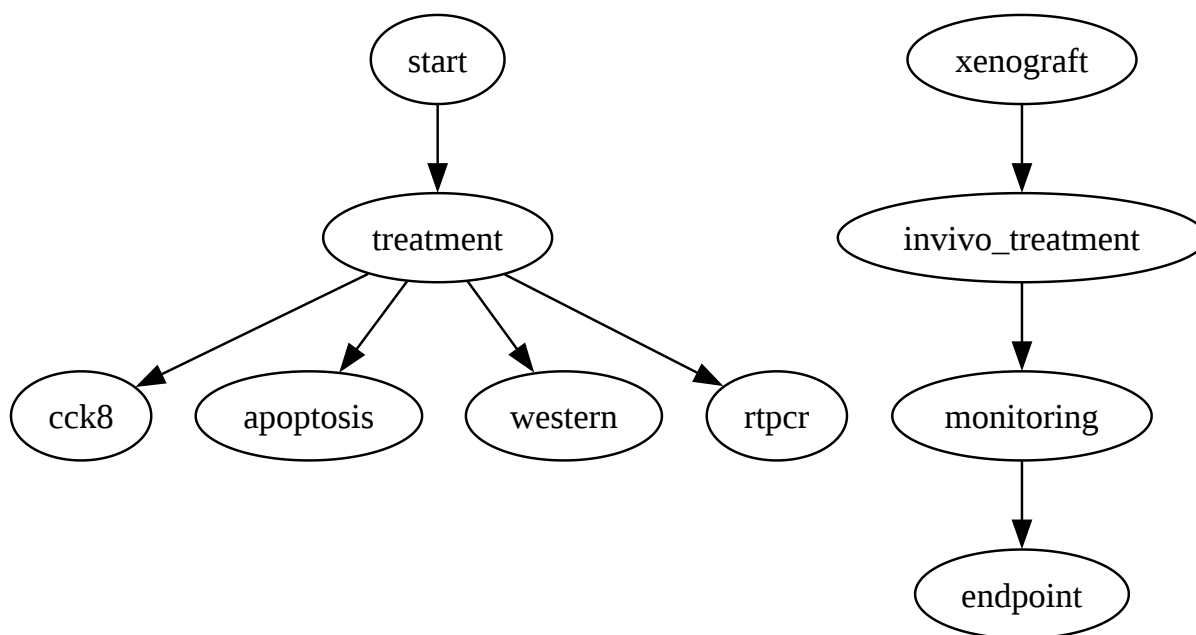 start
xenograft
treatment
invivo_treatment
cck8
apoptosis
western
rtpcr
monitoring
endpoint